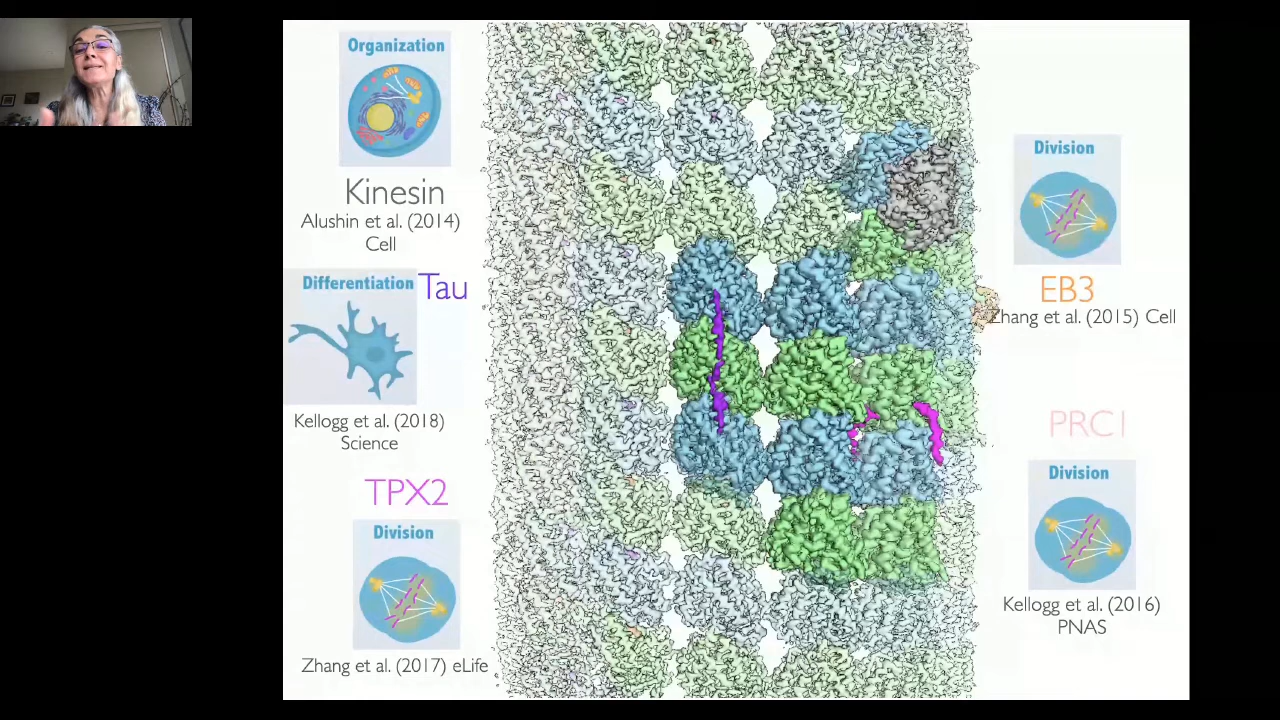 Organization
Kinesin
Alushin et al. (2014)
Cell
Differentiation
Tau
Kellogg et al. (2018)
Science
TPX2
Division
Zhang et al. (2017) eLife
Division
EB3
Zhang et al. (2015) Cell
PRC1
Division
Kellogg et al. (2016)
PNAS